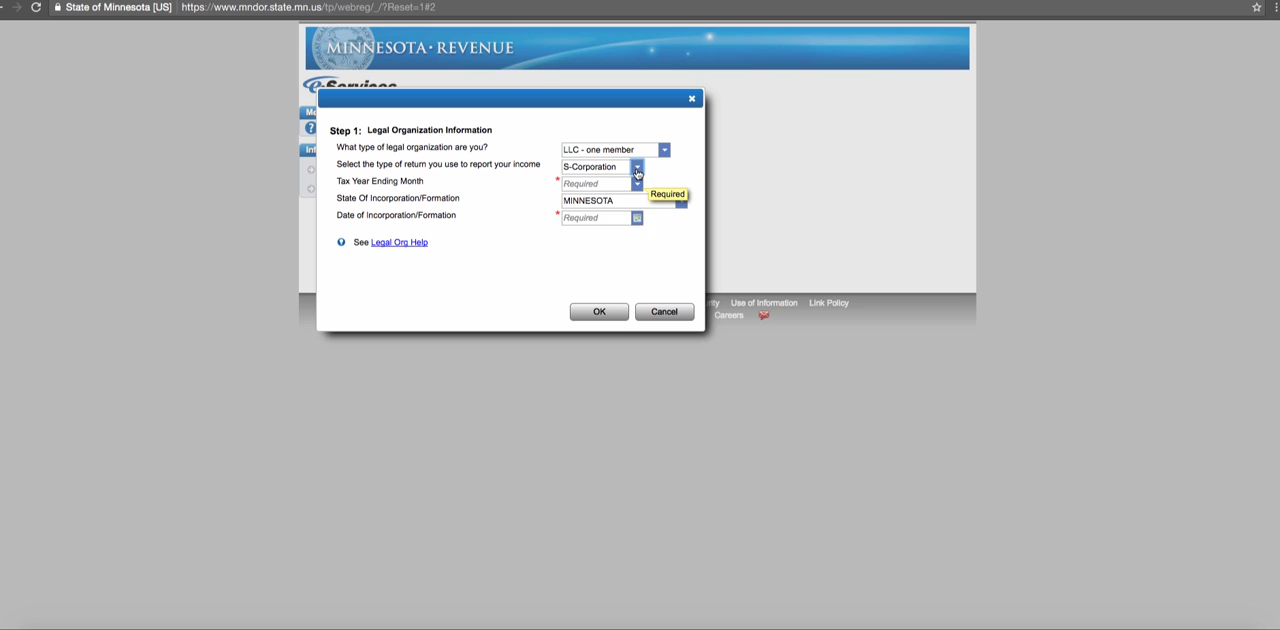 State of Minnesota [US] https://www.mndor.state.mn.us/tp/webreg/_/?Reset=1#2
MINNESOTA · REVENUE
e-Services
Step 1: Legal Organization Information
What type of legal organization are you? LLC - one member
Select the type of return you use to report your income S-Corporation
Tax Year Ending Month * Required
Required
State Of Incorporation/Formation MINNESOTA
Date of Incorporation/Formation * Required
? See Legal Org Help
OK Cancel
Use of Information Link Policy
Careers